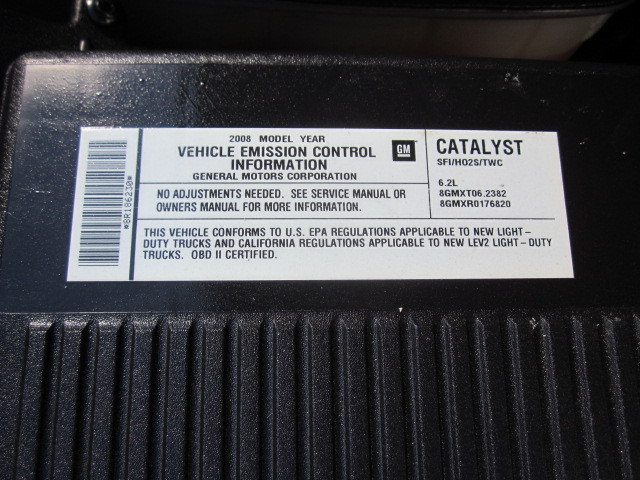 *8R186230*
2008 MODEL YEAR
VEHICLE EMISSION CONTROL
INFORMATION
GENERAL MOTORS CORPORATION
GM
CATALYST
SFI/HO2S/TWC
6.2L
8GMXT06.2382
8GMXR0176820
NO ADJUSTMENTS NEEDED. SEE SERVICE MANUAL OR
OWNERS MANUAL FOR MORE INFORMATION.
THIS VEHICLE CONFORMS TO U.S. EPA REGULATIONS APPLICABLE TO NEW LIGHT-
DUTY TRUCKS AND CALIFORNIA REGULATIONS APPLICABLE TO NEW LEV2 LIGHT-DUTY
TRUCKS. OBD II CERTIFIED.